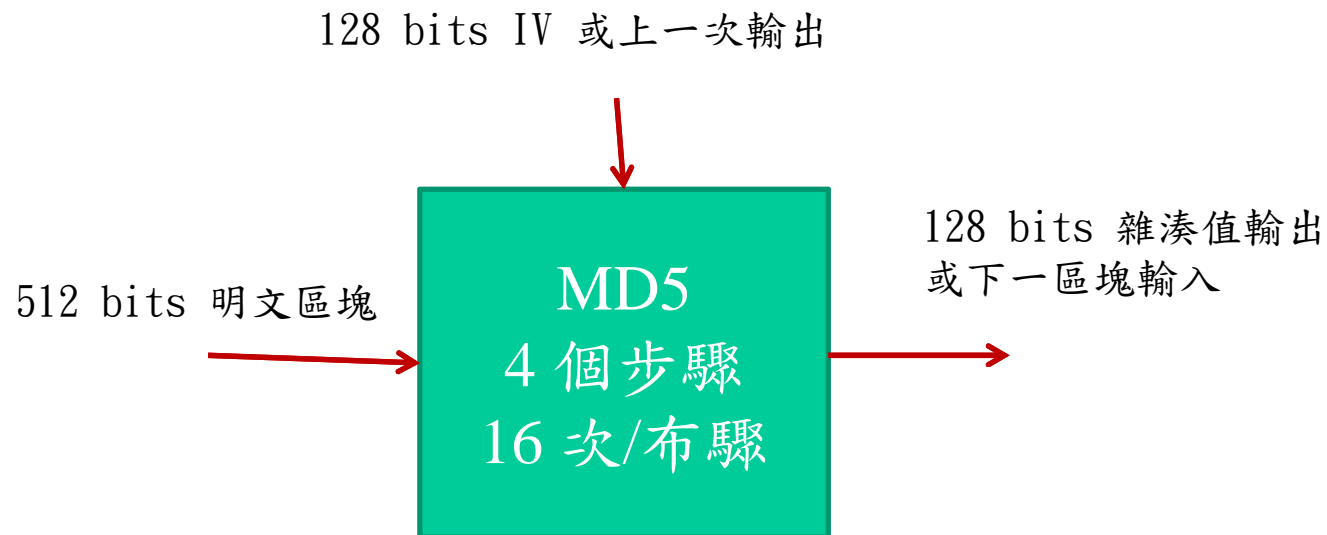 128 bits IV 或上一次輸出
512 bits 明文區塊
MD5
4 個步驟
16 次/布驟
128 bits 雜湊值輸出
或下一區塊輸入